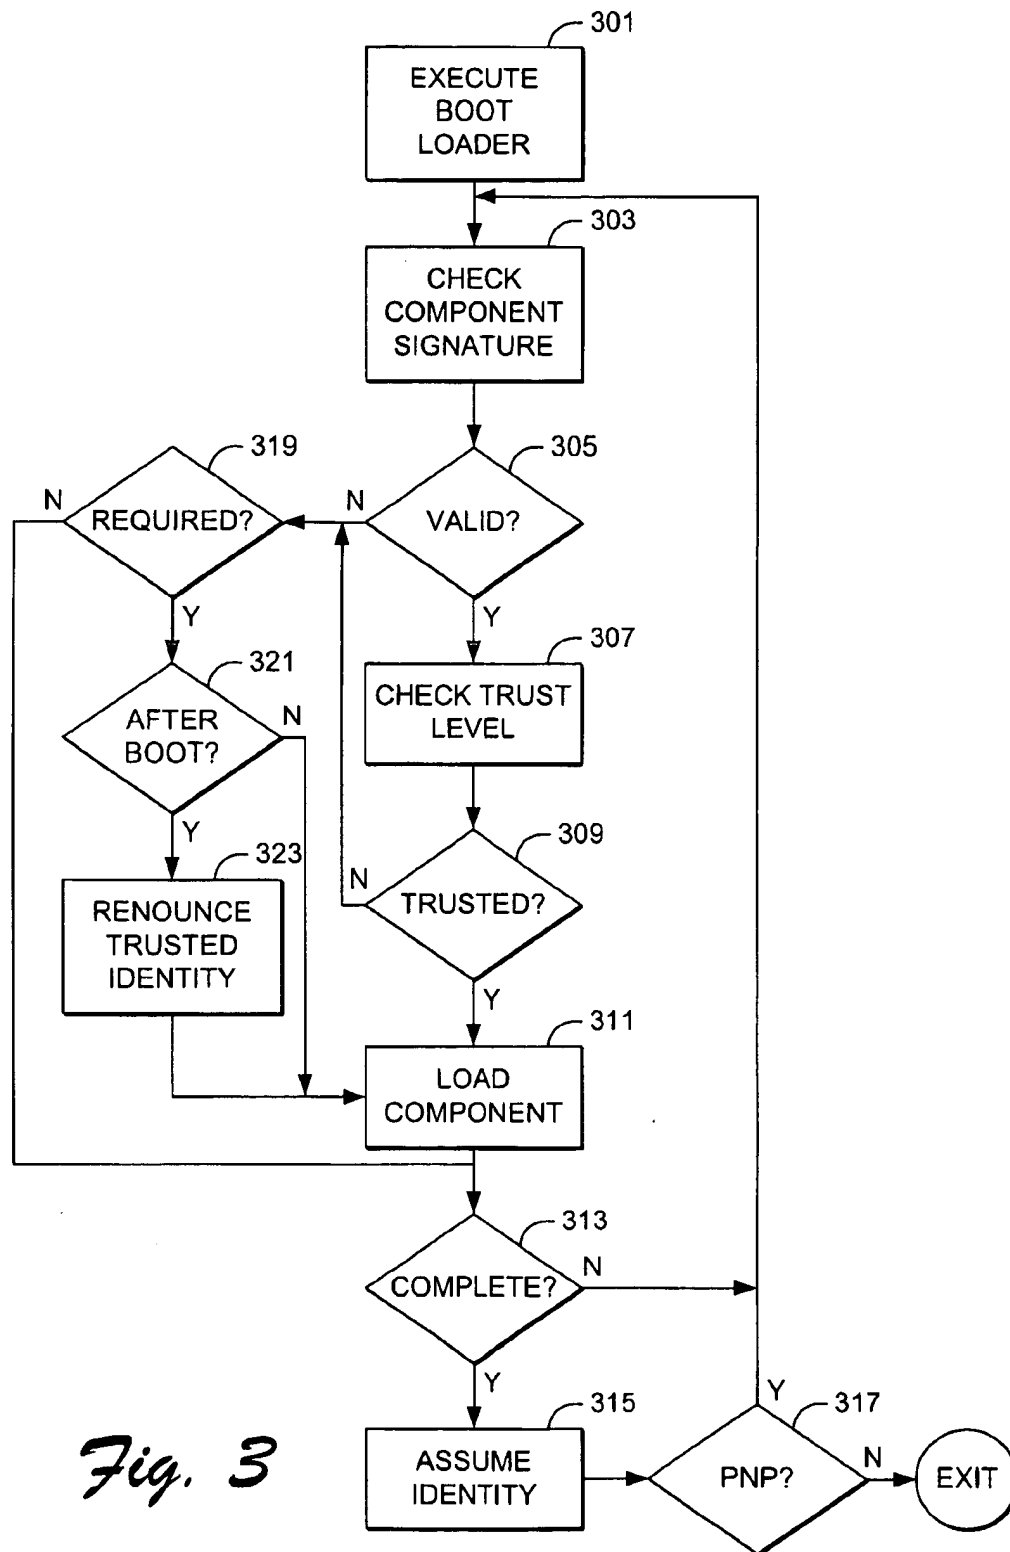 301
EXECUTE
BOOT
LOADER
303
CHECK
COMPONENT
SIGNATURE
319
305
N
REQUIRED?
N
VALID?
Y
Y
321
307
AFTER
BOOT?
N
CHECK TRUST
LEVEL
Y
309
323
N
TRUSTED?
RENOUNCE
TRUSTED
IDENTITY
Y
311
LOAD
COMPONENT
313
COMPLETE?
N
Y
Y
315
317
ASSUME
IDENTITY
PNP?
N
EXIT
Fig. 3